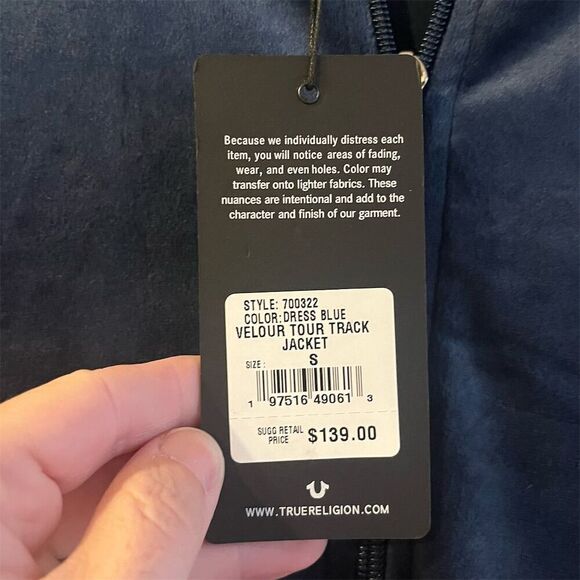 Because we individually distress each
item, you will notice areas of fading,
wear, and even holes. Color may
transfer onto lighter fabrics. These
nuances are intentional and add to the
character and finish of our garment.
STYLE: 700322
COLOR: DRESS BLUE
VELOUR TOUR TRACK
JACKET
SIZE: S
1 97516 49061 3
SUGG RETAIL
PRICE $139.00
WWW.TRUERELIGION.COM